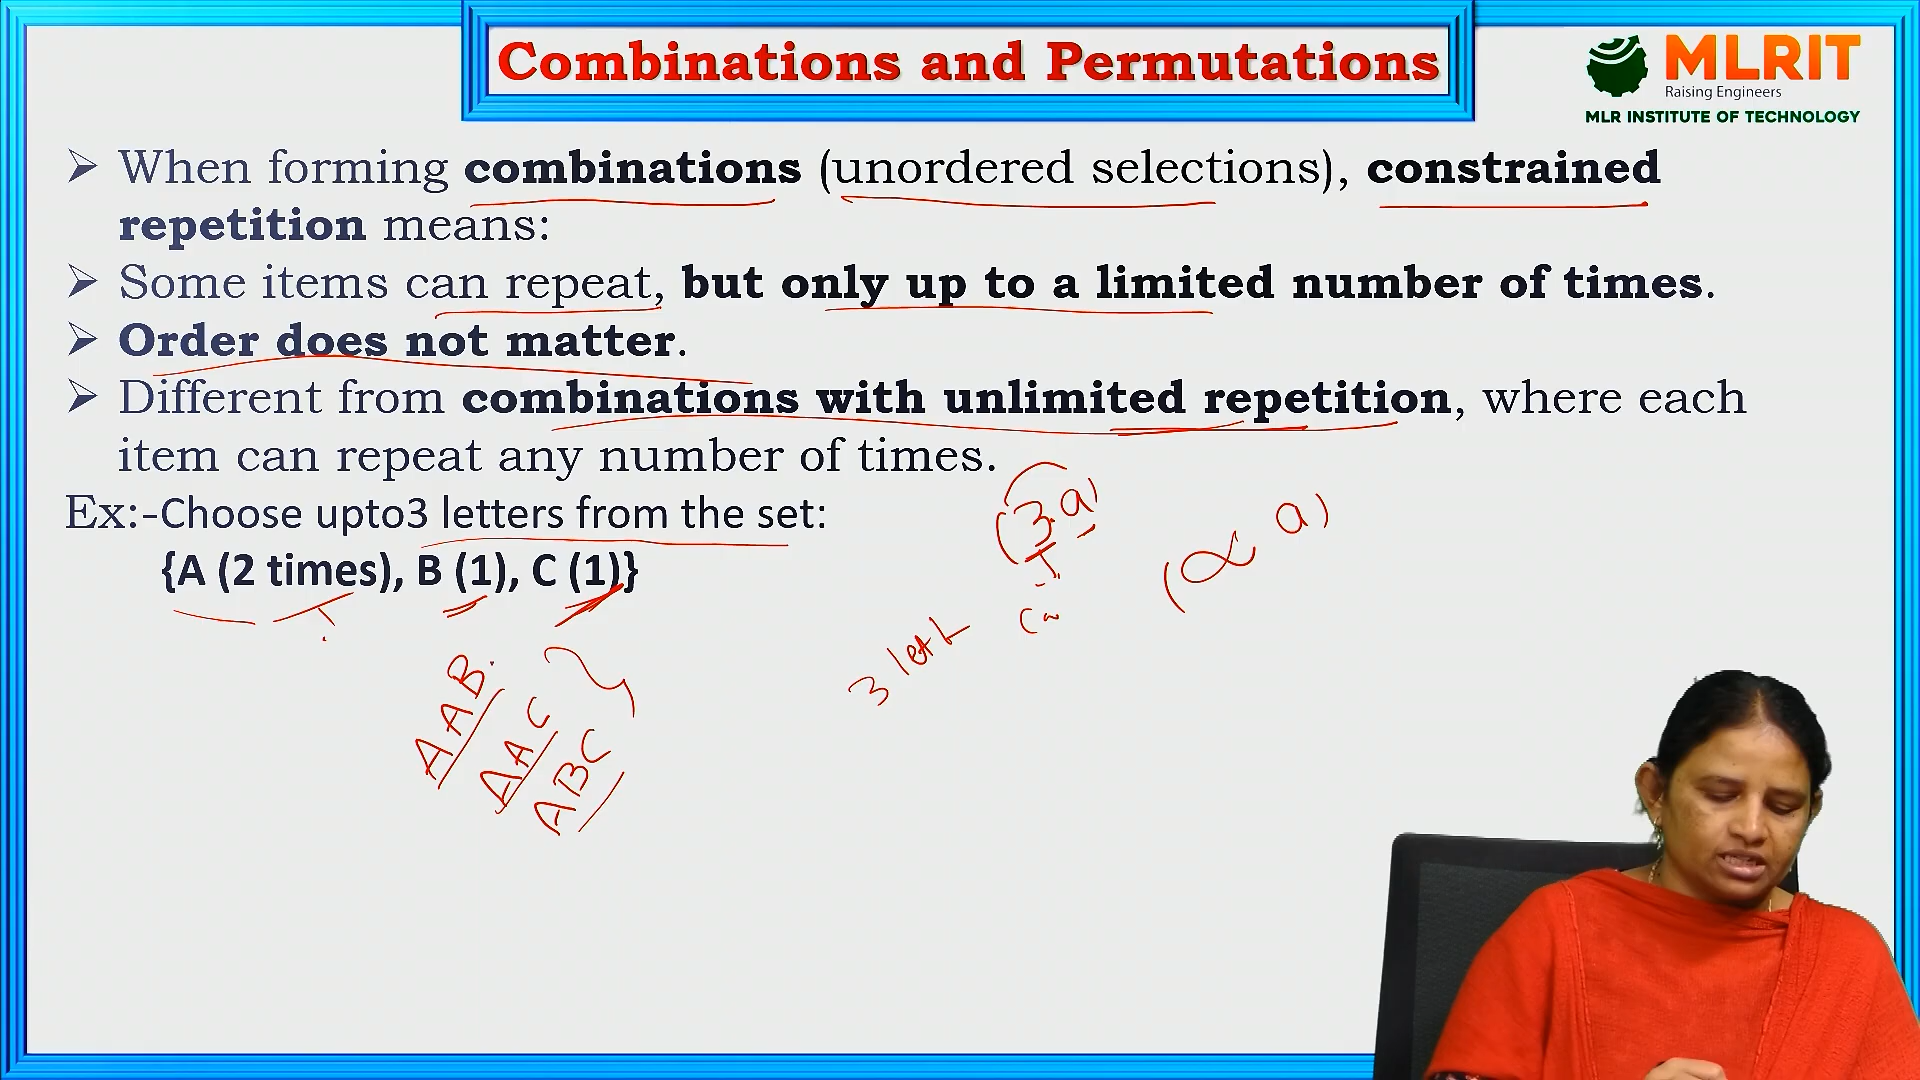 Combinations and Permutations
MLRIT
Raising Engineers
MLR INSTITUTE OF TECHNOLOGY
➢ When forming combinations (unordered selections), constrained
repetition means:
➢ Some items can repeat, but only up to a limited number of times.
➢ Order does not matter.
➢ Different from combinations with unlimited repetition, where each
item can repeat any number of times.
Ex:-Choose upto3 letters from the set:
{A (2 times), B (1), C (1)}
(3.a)
(∝ a)
3
AAB.
AAC
ABC